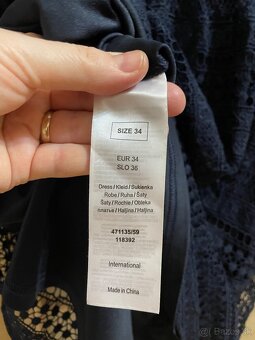 SIZE 34
EUR 34
SLO 36
Dress / Kleid / Sukienka
Robe / Ruha / Šaty
Šaty / Rochie / Obleka
платье / Haljina / Haljina
471135/59
118392
International
Made in China